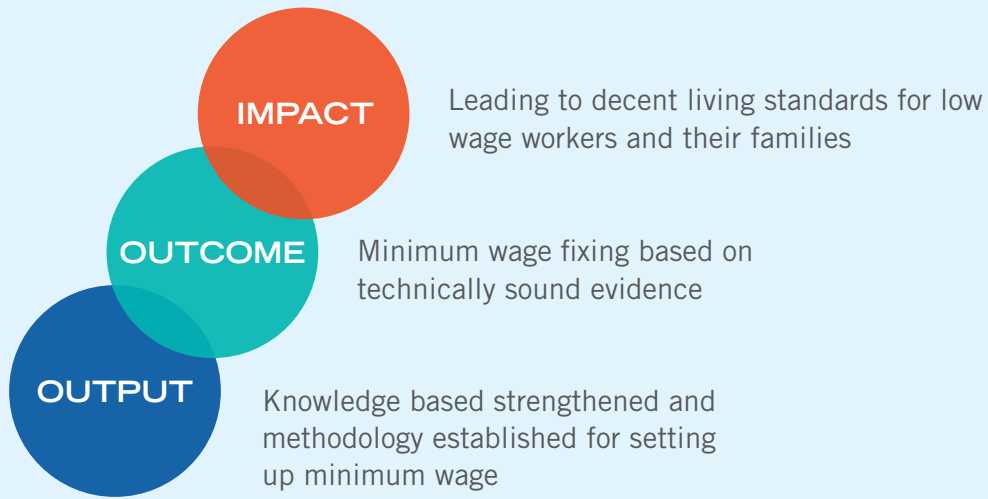 IMPACT
Leading to decent living standards for low
wage workers and their families
OUTCOME
Minimum wage fixing based on
technically sound evidence
OUTPUT
Knowledge based strengthened and
methodology established for setting
up minimum wage